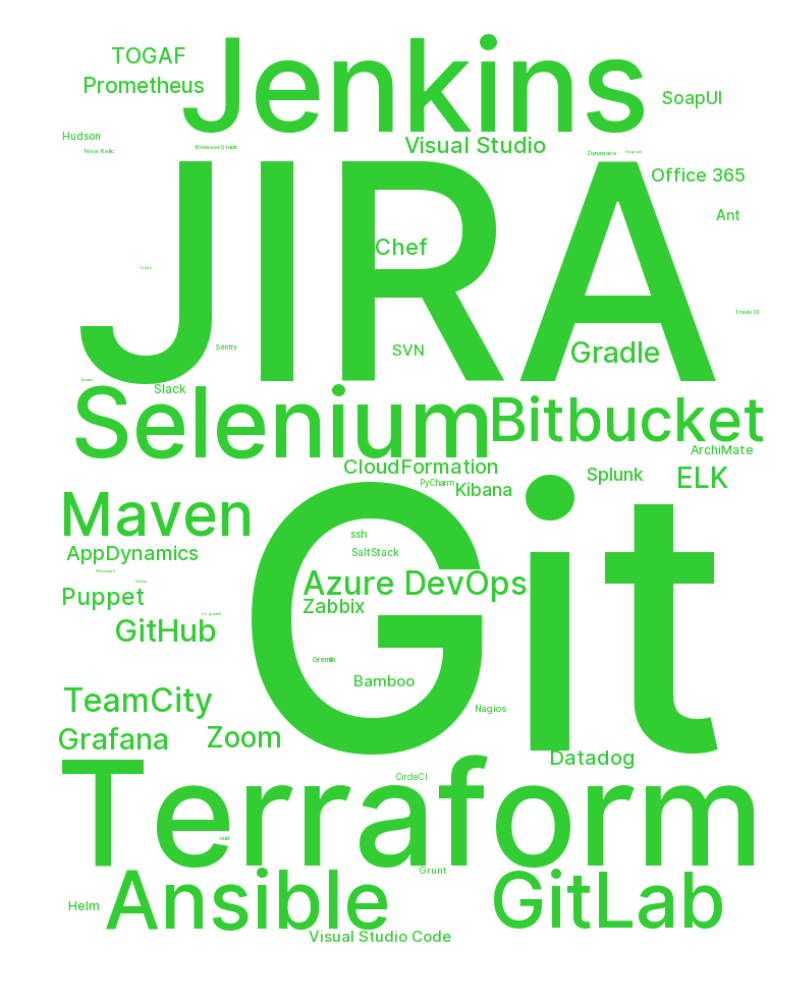 Jenkins
TOGAF
Prometheus
SoapUI
Hudson
Visual Studio
New Relic
BrowserStack
Dynatrace
JIRA
Office 365
Ant
Chef
Travis CI
Sentry
SVN
Gradle
Slack
Selenium
Bitbucket
ArchiMate
CloudFormation
Splunk
ELK
PyCharm
Kibana
Maven
Git
ssh
AppDynamics
SaltStack
Azure DevOps
Puppet
Zabbix
GitHub
Gremlin
Bamboo
TeamCity
Nagios
Grafana
Zoom
Datadog
Terraform
CircleCI
curl
Ansible
Grunt
GitLab
Helm
Visual Studio Code